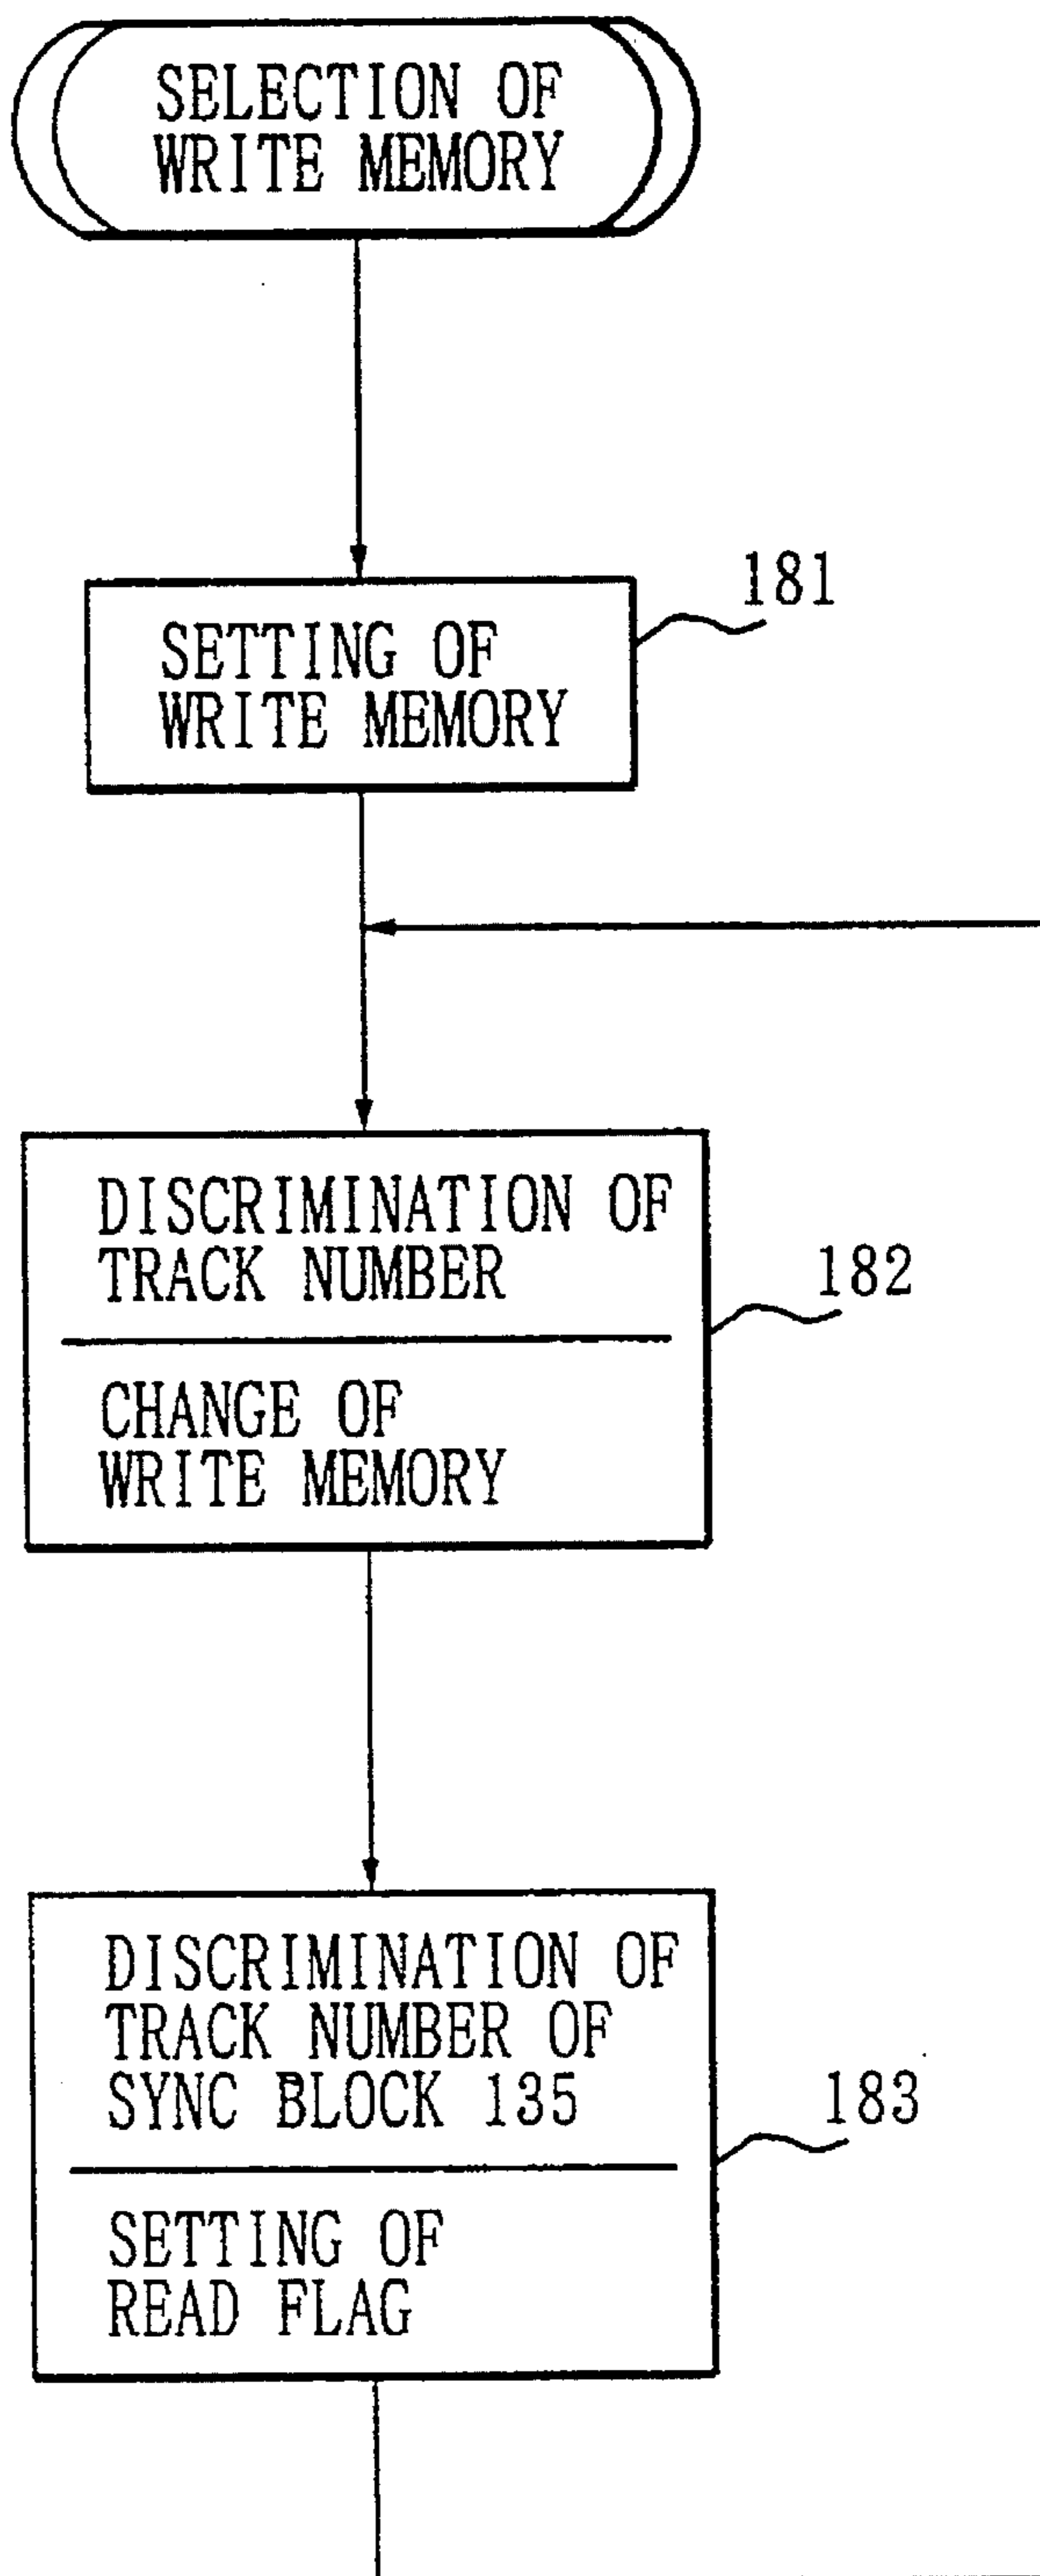 SELECTION OF
WRITE MEMORY
181
SETTING OF
WRITE MEMORY
DISCRIMINATION OF
TRACK NUMBER
182
CHANGE OF
WRITE MEMORY
DISCRIMINATION OF
TRACK NUMBER OF
SYNC BLOCK 135
183
SETTING OF
READ FLAG